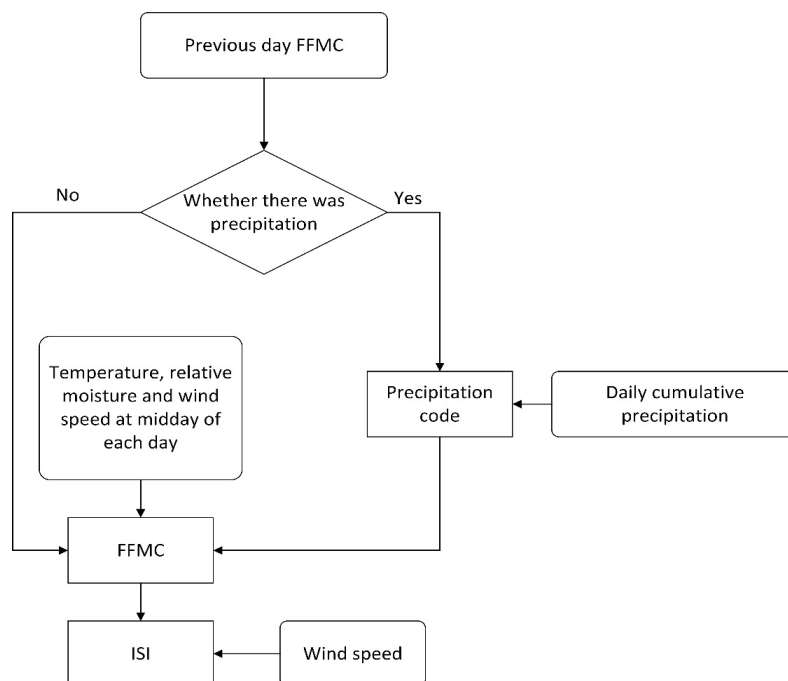 Previous day FFMC
No
Whether there was
precipitation
Yes
Temperature, relative
moisture and wind
speed at midday of
each day
Precipitation
code
Daily cumulative
precipitation
FFMC
ISI
Wind speed